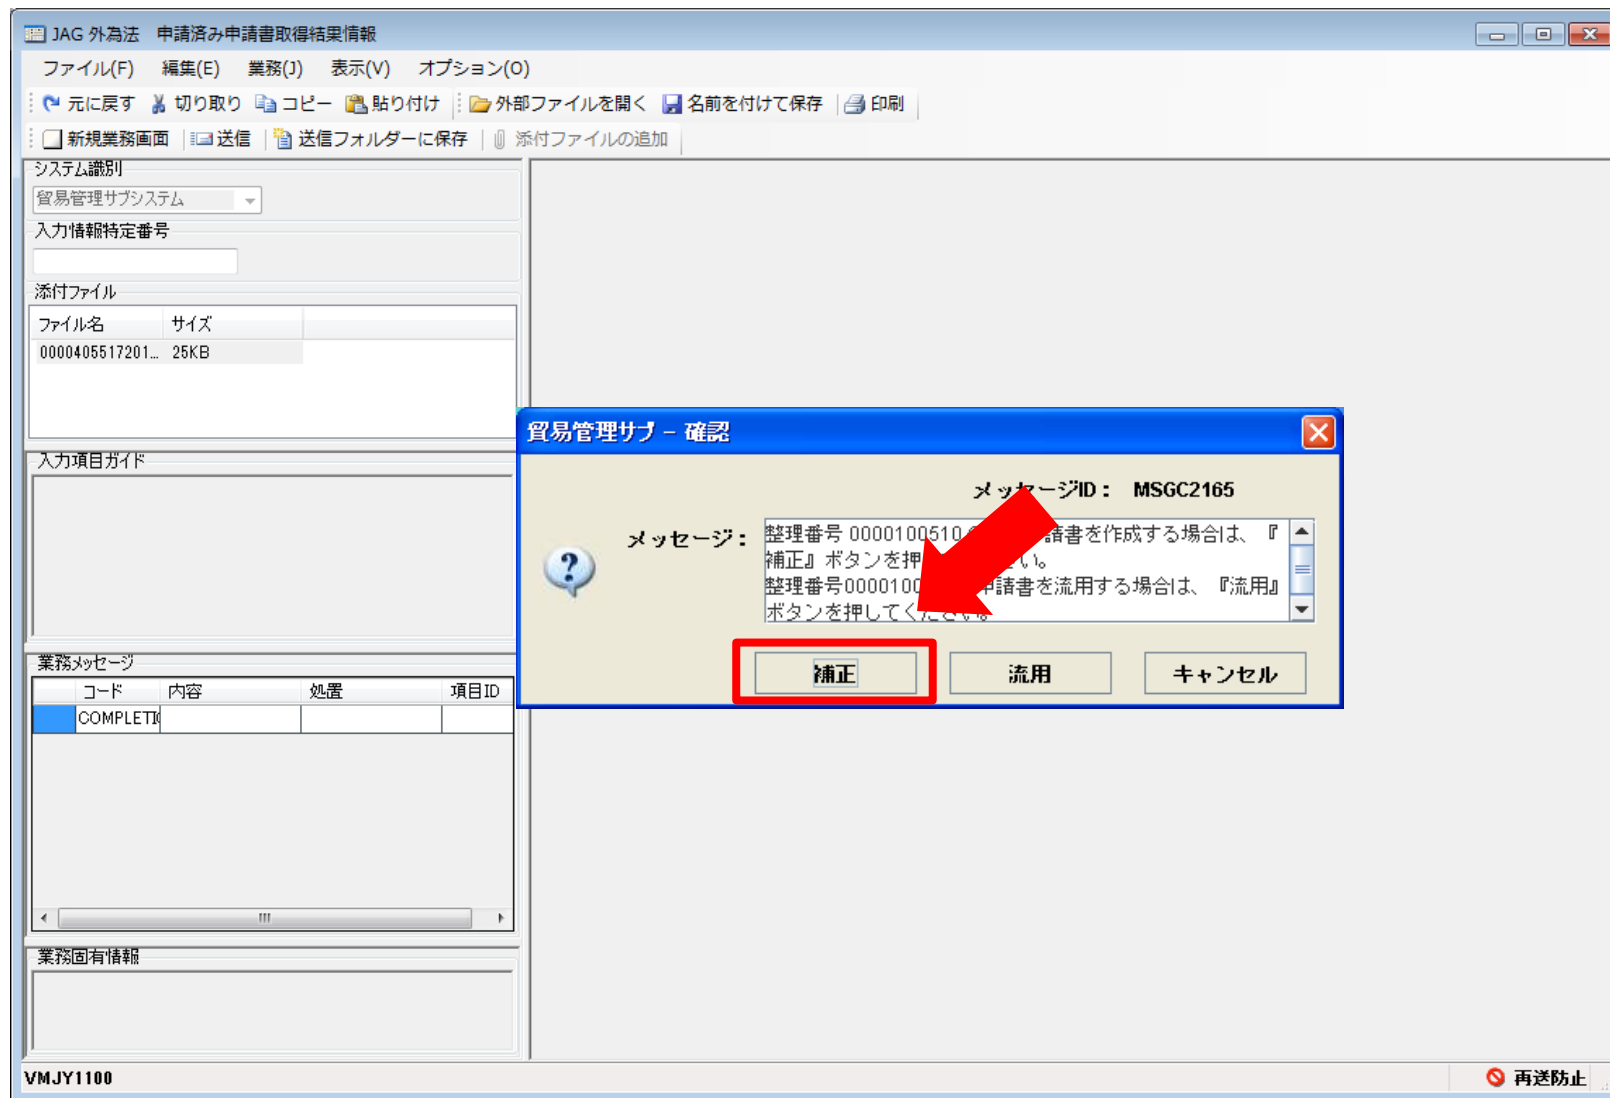 JAG 外為法　申請済み申請書取得結果情報
ファイル(F)　編集(E)　業務(J)　表示(V)　オプション(O)
元に戻す　切り取り　コピー　貼り付け　外部ファイルを開く　名前を付けて保存　印刷
新規業務画面　送信　送信フォルダーに保存　添付ファイルの追加
システム識別
貿易管理サブシステム
入力情報特定番号
添付ファイル
ファイル名　サイズ
0000405517201... 25KB
貿易管理サブ － 確認
入力項目ガイド
メッセージID： MSGC2165
メッセージ：
整理番号 0000100510 請書を作成する場合は、『
補正』ボタンを押 さい。
整理番号0000100 申請書を流用する場合は、『流用』
ボタンを押してください。
補正　流用　キャンセル
業務メッセージ
コード　内容　処置　項目ID
COMPLETIO
業務固有情報
VMJY1100　再送防止